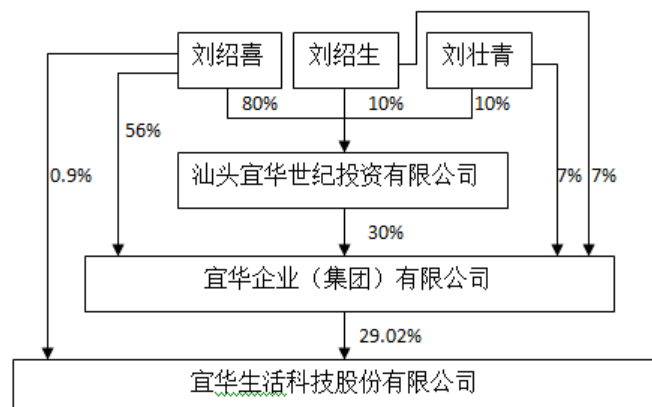 刘绍喜
刘绍生
刘壮青
80%
10%
10%
56%
0.9%
汕头宜华世纪投资有限公司
7%
7%
30%
宜华企业（集团）有限公司
29.02%
宜华生活科技股份有限公司